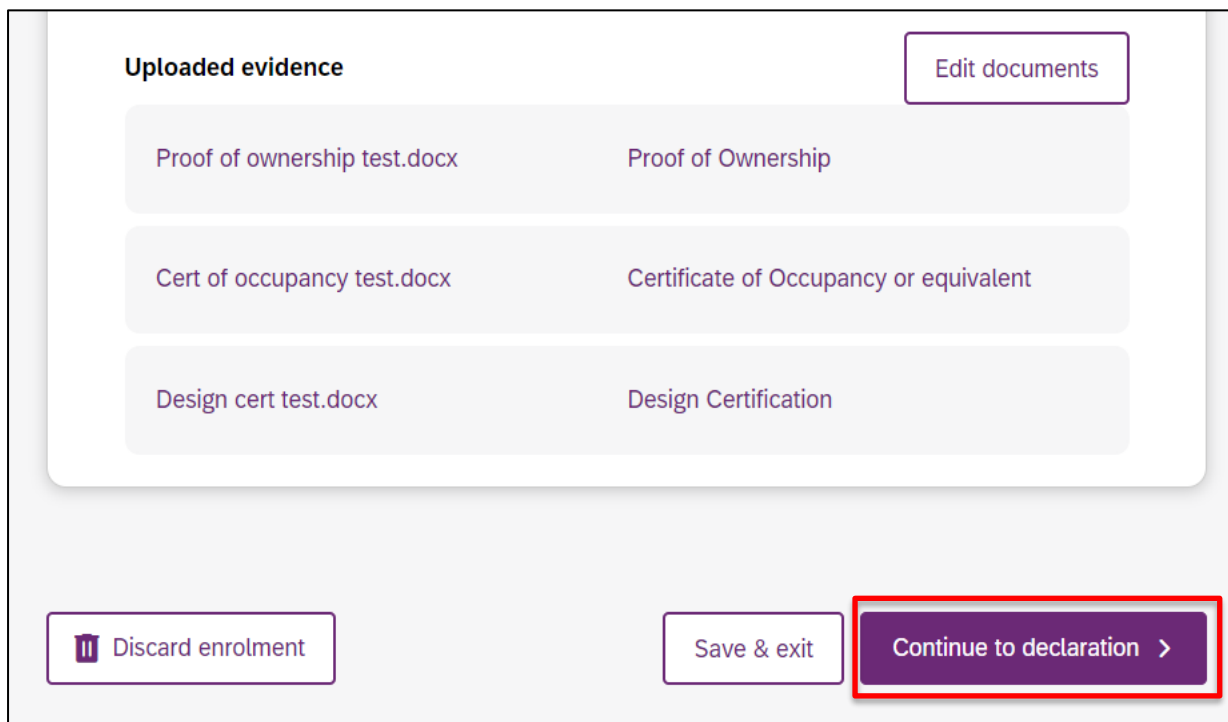 Uploaded evidence
Edit documents
Proof of ownership test.docx
Proof of Ownership
Cert of occupancy test.docx
Certificate of Occupancy or equivalent
Design cert test.docx
Design Certification
Discard enrolment
Save & exit
Continue to declaration